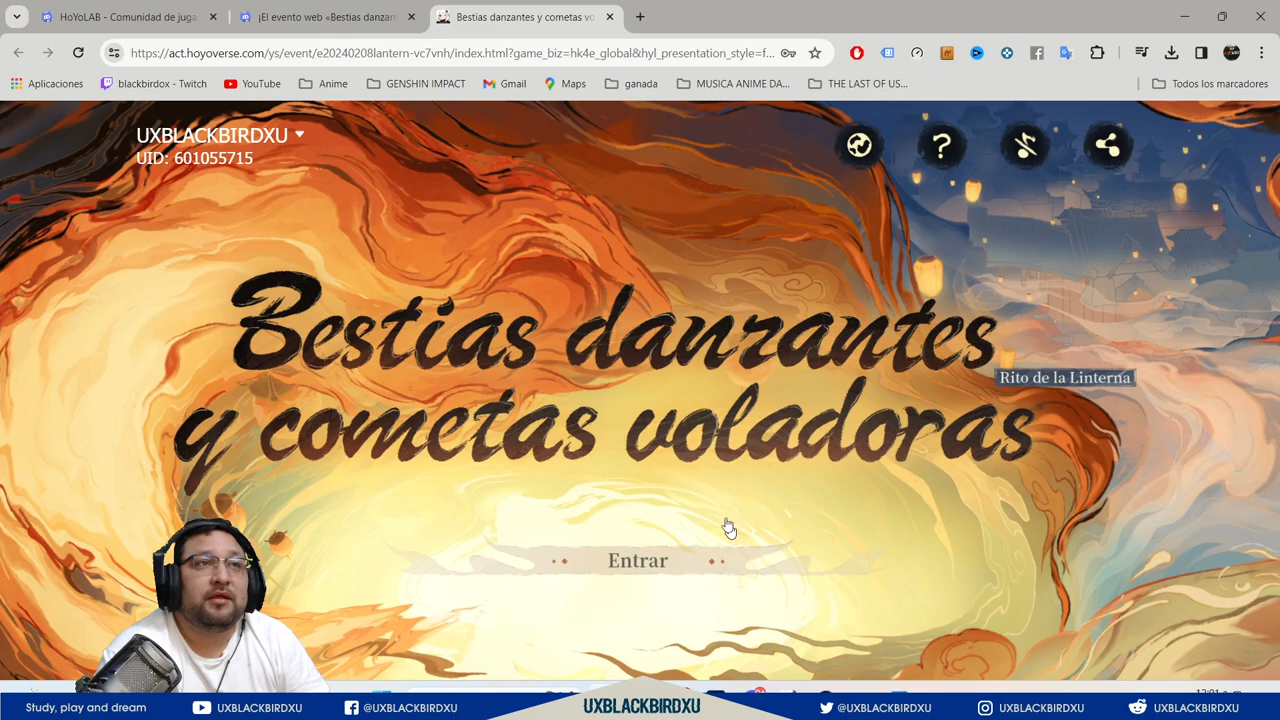 HoYoLAB - Comunidad de juga
¡El evento web «Bestias danzan
Bestias danzantes y cometas vo
https://act.hoyoverse.com/ys/event/e20240208lantern-vc7vnh/index.html?game_biz=hk4e_global&hyl_presentation_style=f...
Aplicaciones
blackbirdox - Twitch
YouTube
Anime
GENSHIN IMPACT
Gmail
Maps
ganada
MUSICA ANIME DA...
THE LAST OF US...
Todos los marcadores
UXBLACKBIRDXU
UID: 601055715
Bestias danzantes
y cometas voladoras
Rito de la Linterna
Entrar
Study, play and dream
UXBLACKBIRDXU
@UXBLACKBIRDXU
UXBLACKBIRDXU
@UXBLACKBIRDXU
UXBLACKBIRDXU
UXBLACKBIRDXU